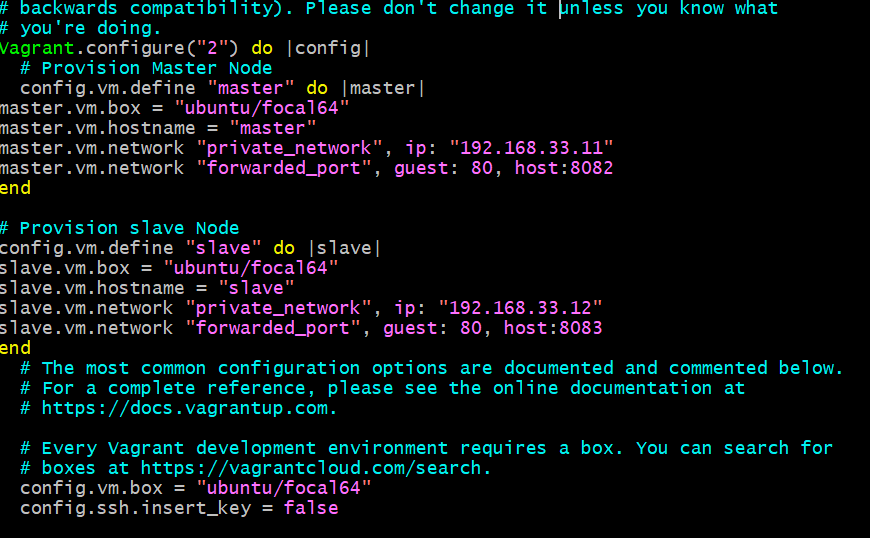 # backwards compatibility). Please don't change it unless you know what
# you're doing.
Vagrant.configure("2") do |config|
# Provision Master Node
config.vm.define "master" do |master|
master.vm.box = "ubuntu/focal64"
master.vm.hostname = "master"
master.vm.network "private_network", ip: "192.168.33.11"
master.vm.network "forwarded_port", guest: 80, host:8082
end
# Provision slave Node
config.vm.define "slave" do |slave|
slave.vm.box = "ubuntu/focal64"
slave.vm.hostname = "slave"
slave.vm.network "private_network", ip: "192.168.33.12"
slave.vm.network "forwarded_port", guest: 80, host:8083
end
# The most common configuration options are documented and commented below.
# For a complete reference, please see the online documentation at
# https://docs.vagrantup.com.
# Every Vagrant development environment requires a box. You can search for
# boxes at https://vagrantcloud.com/search.
config.vm.box = "ubuntu/focal64"
config.ssh.insert_key = false